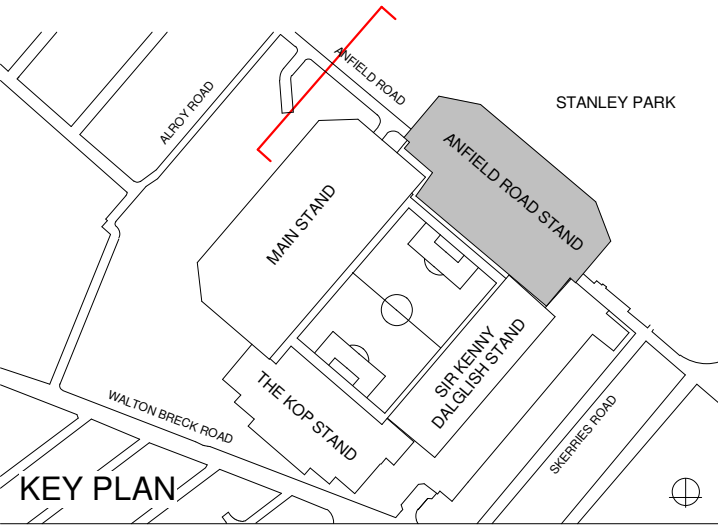 ANFIELD ROAD
STANLEY PARK
ALROY ROAD
ANFIELD ROAD STAND
MAIN STAND
SIR KENNY
DALGLISH STAND
THE KOP STAND
WALTON BRECK ROAD
SKERRIES ROAD
KEY PLAN